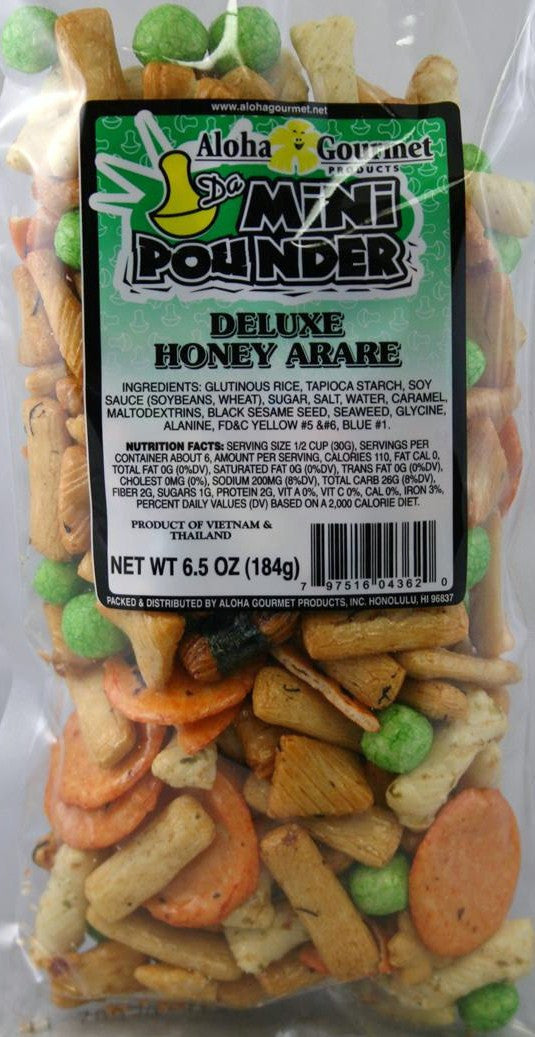 www.alohagourmet.net
Aloha Gourmet
PRODUCTS
Da MiNi
POUNDER
DELUXE
HONEY ARARE
INGREDIENTS: GLUTINOUS RICE, TAPIOCA STARCH, SOY
SAUCE (SOYBEANS, WHEAT), SUGAR, SALT, WATER, CARAMEL,
MALTODEXTRINS, BLACK SESAME SEED, SEAWEED, GLYCINE,
ALANINE, FD&C YELLOW #5 &#6, BLUE #1.
NUTRITION FACTS: SERVING SIZE 1/2 CUP (30G), SERVINGS PER
CONTAINER ABOUT 6, AMOUNT PER SERVING, CALORIES 110, FAT CAL 0,
TOTAL FAT 0G (0%DV), SATURATED FAT 0G (0%DV), TRANS FAT 0G (0%DV),
CHOLEST 0MG (0%), SODIUM 200MG (8%DV), TOTAL CARB 26G (8%DV),
FIBER 2G, SUGARS 1G, PROTEIN 2G, VIT A 0%, VIT C 0%, CAL 0%, IRON 3%,
PERCENT DAILY VALUES (DV) BASED ON A 2,000 CALORIE DIET.
PRODUCT OF VIETNAM &
THAILAND
NET WT 6.5 OZ (184g)
7 97516 04362 0
PACKED & DISTRIBUTED BY ALOHA GOURMET PRODUCTS, INC. HONOLULU, HI 96837